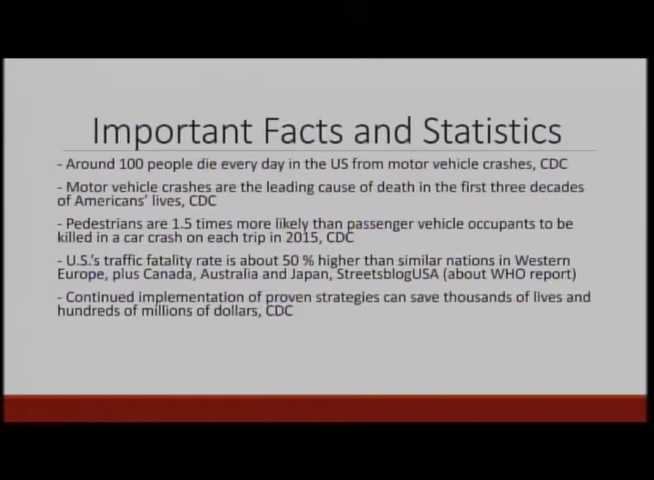 Important Facts and Statistics
- Around 100 people die every day in the US from motor vehicle crashes, CDC
- Motor vehicle crashes are the leading cause of death in the first three decades
of Americans' lives, CDC
- Pedestrians are 1.5 times more likely than passenger vehicle occupants to be
killed in a car crash on each trip in 2015, CDC
- U.S.'s traffic fatality rate is about 50 % higher than similar nations in Western
Europe, plus Canada, Australia and Japan, StreetsblogUSA (about WHO report)
- Continued implementation of proven strategies can save thousands of lives and
hundreds of millions of dollars, CDC